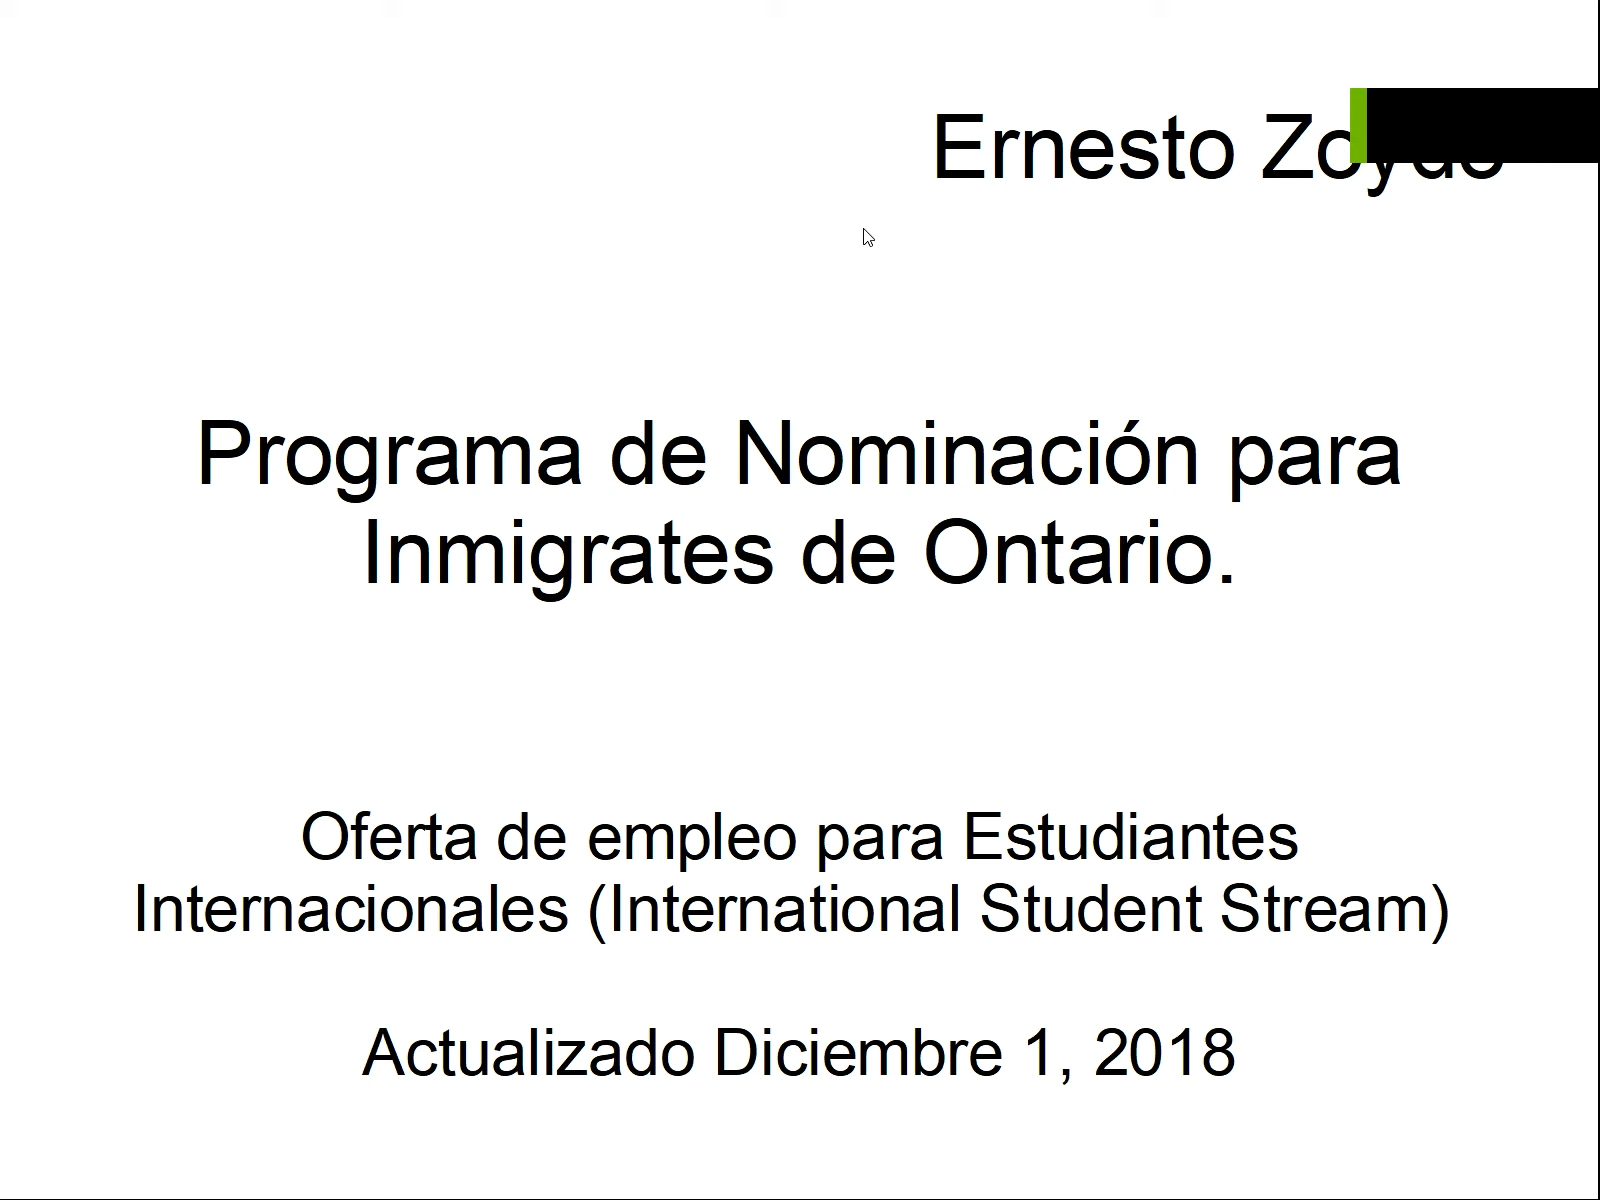 Ernesto
Programa de Nominación para
Inmigrates de Ontario.
Oferta de empleo para Estudiantes
Internacionales (International Student Stream)
Actualizado Diciembre 1, 2018